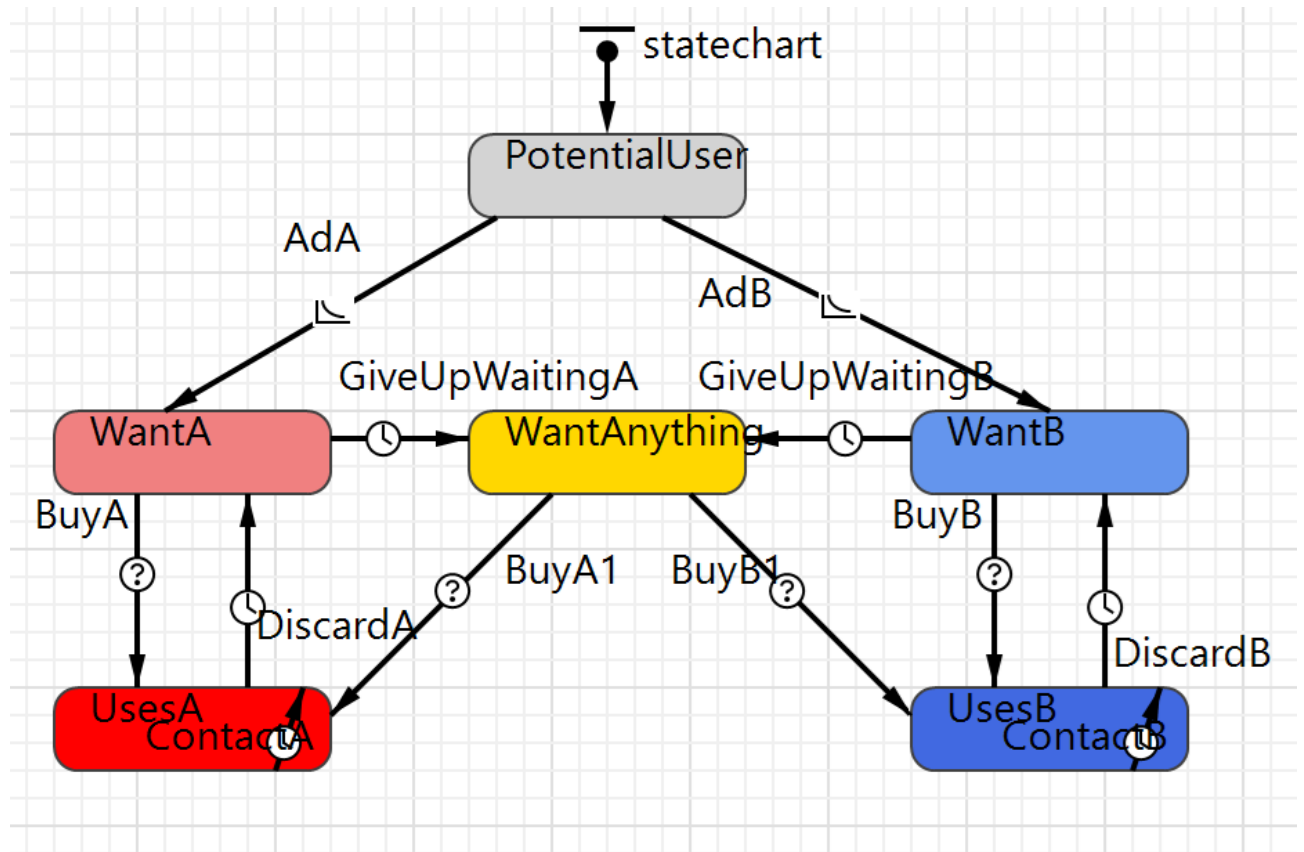 statechart
PotentialUser
AdA
AdB
GiveUpWaitingA
GiveUpWaitingB
WantA
WantAnything
WantB
BuyA
BuyB
?
?
BuyA1
BuyB1
?
?
DiscardA
DiscardB
UsesA
UsesB
ContactA
ContactB